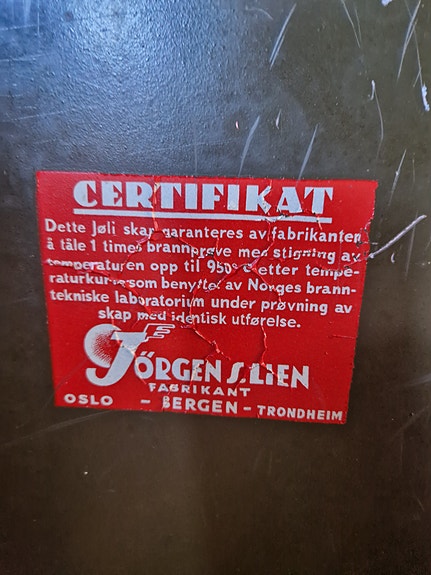 CERTIFIKAT
Dette Jøli skap garanteres av fabrikanten
å tåle 1 times brannprøve med stigning av
temperaturen opp til 950° C etter tempe-
raturkurve som benyttet av Norges brann-
tekniske laboratorium under prøvning av
skap med identisk utførelse.
JÖRGEN S. LIEN
FABRIKANT
OSLO - BERGEN - TRONDHEIM